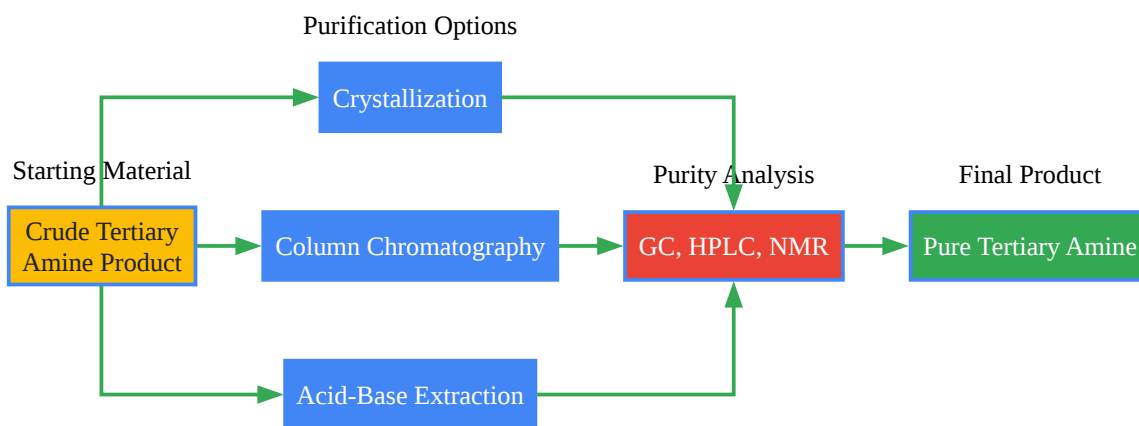 Purification Options
Crystallization
Starting Material
Purity Analysis
Final Product
Crude Tertiary
Amine Product
Column Chromatography
GC, HPLC, NMR
Pure Tertiary Amine
Acid-Base Extraction